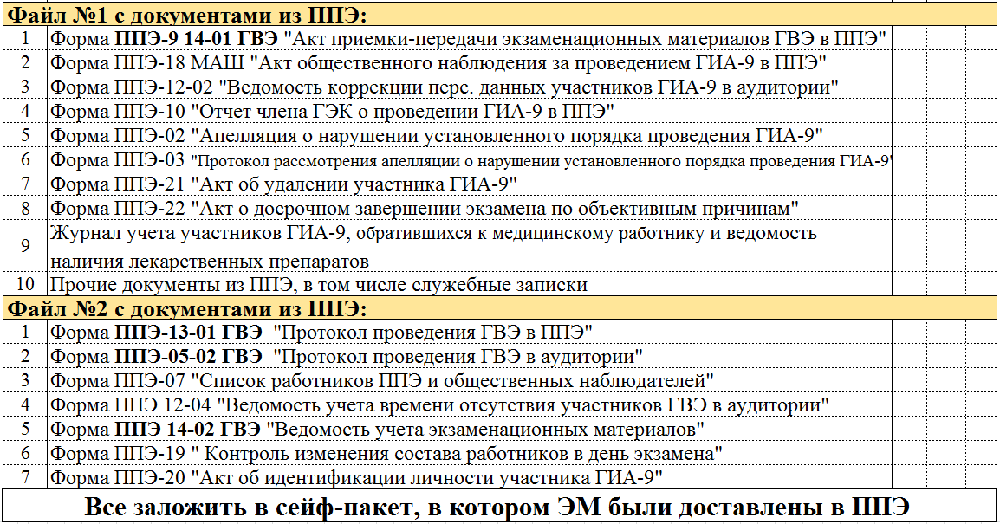 Файл №1 с документами из ППЭ:
1 Форма ППЭ-9 14-01 ГВЭ "Акт приемки-передачи экзаменационных материалов ГВЭ в ППЭ"
2 Форма ППЭ-18 МАШ "Акт общественного наблюдения за проведением ГИА-9 в ППЭ"
3 Форма ППЭ-12-02 "Ведомость коррекции перс. данных участников ГИА-9 в аудитории"
4 Форма ППЭ-10 "Отчет члена ГЭК о проведении ГИА-9 в ППЭ"
5 Форма ППЭ-02 "Апелляция о нарушении установленного порядка проведения ГИА-9"
6 Форма ППЭ-03 "Протокол рассмотрения апелляции о нарушении установленного порядка проведения ГИА-9"
7 Форма ППЭ-21 "Акт об удалении участника ГИА-9"
8 Форма ППЭ-22 "Акт о досрочном завершении экзамена по объективным причинам"
9 Журнал учета участников ГИА-9, обратившихся к медицинскому работнику и ведомость
наличия лекарственных препаратов
10 Прочие документы из ППЭ, в том числе служебные записки
Файл №2 с документами из ППЭ:
1 Форма ППЭ-13-01 ГВЭ "Протокол проведения ГВЭ в ППЭ"
2 Форма ППЭ-05-02 ГВЭ "Протокол проведения ГВЭ в аудитории"
3 Форма ППЭ-07 "Список работников ППЭ и общественных наблюдателей"
4 Форма ППЭ 12-04 "Ведомость учета времени отсутствия участников ГВЭ в аудитории"
5 Форма ППЭ 14-02 ГВЭ "Ведомость учета экзаменационных материалов"
6 Форма ППЭ-19 " Контроль изменения состава работников в день экзамена"
7 Форма ППЭ-20 "Акт об идентификации личности участника ГИА-9"
Все заложить в сейф-пакет, в котором ЭМ были доставлены в ППЭ